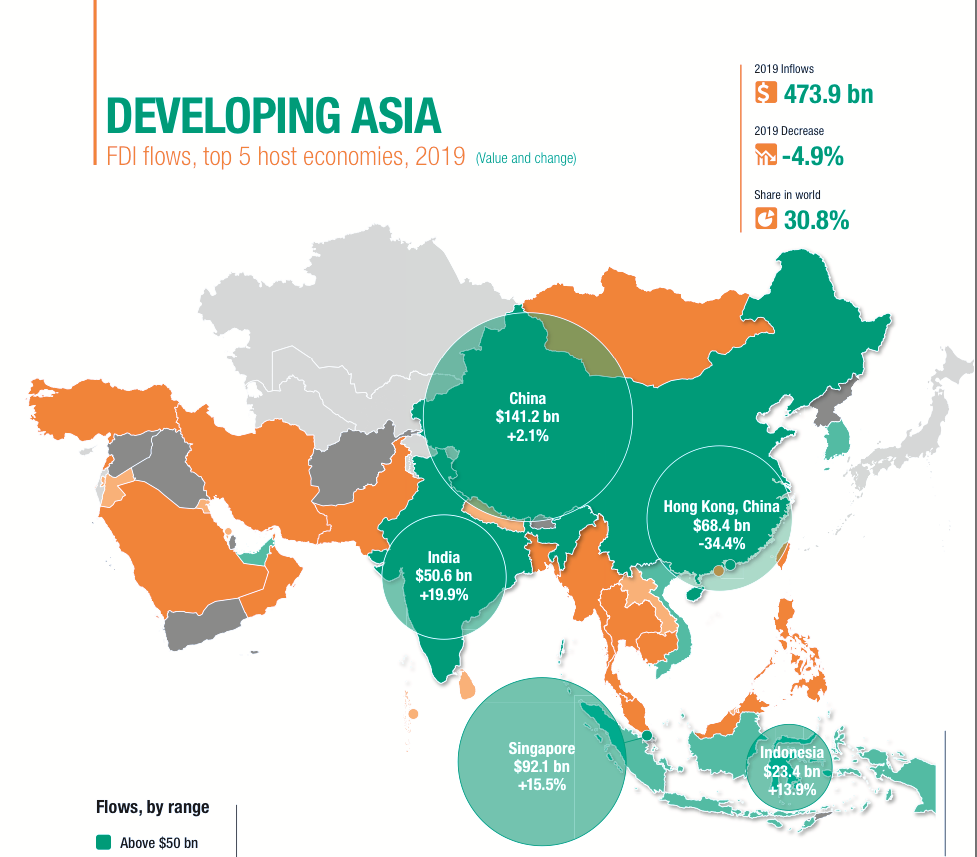 DEVELOPING ASIA
FDI flows, top 5 host economies, 2019 (Value and change)
2019 Inflows
$ 473.9 bn
2019 Decrease
-4.9%
Share in world
30.8%
China
$141.2 bn
+2.1%
Hong Kong, China
$68.4 bn
-34.4%
India
$50.6 bn
+19.9%
Singapore
$92.1 bn
+15.5%
Indonesia
$23.4 bn
+13.9%
Flows, by range
Above $50 bn